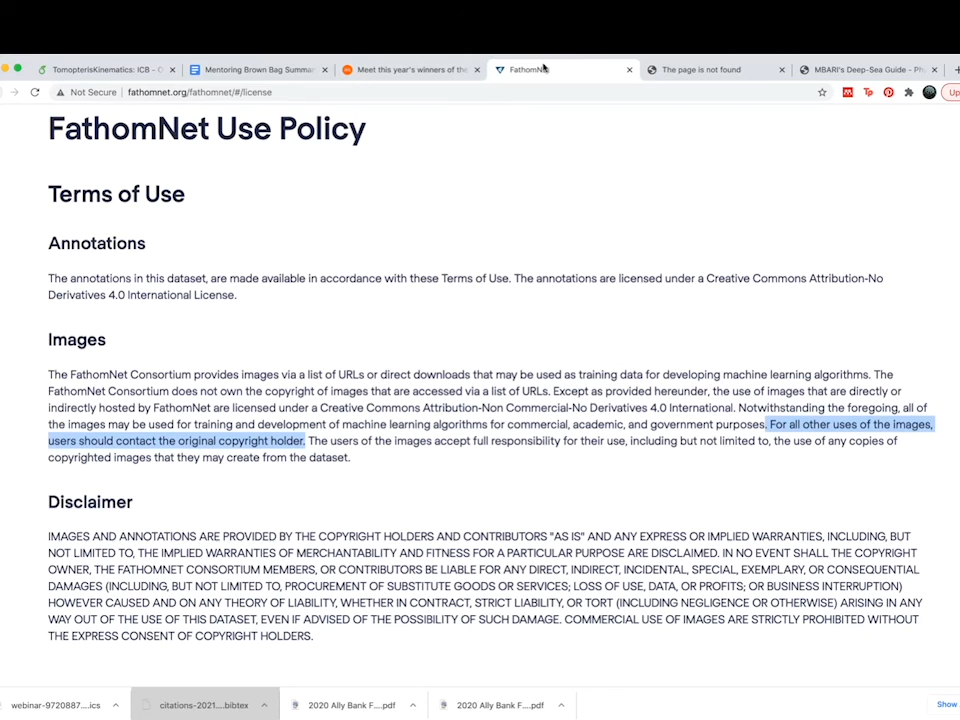 TomopterisKinematics: ICB - G
Mentoring Brown Bag Summar
Meet this year's winners of the
FathomNet
The page is not found
MBARI's Deep-Sea Guide - Ph
Not Secure | fathomnet.org/fathomnet/#/license
Up
FathomNet Use Policy
Terms of Use
Annotations
The annotations in this dataset, are made available in accordance with these Terms of Use. The annotations are licensed under a Creative Commons Attribution-No
Derivatives 4.0 International License.
Images
The FathomNet Consortium provides images via a list of URLs or direct downloads that may be used as training data for developing machine learning algorithms. The
FathomNet Consortium does not own the copyright of images that are accessed via a list of URLs. Except as provided hereunder, the use of images that are directly or
indirectly hosted by FathomNet are licensed under a Creative Commons Attribution-Non Commercial-No Derivatives 4.0 International. Notwithstanding the foregoing, all of
the images may be used for training and development of machine learning algorithms for commercial, academic, and government purposes. For all other uses of the images,
users should contact the original copyright holder. The users of the images accept full responsibility for their use, including but not limited to, the use of any copies of
copyrighted images that they may create from the dataset.
Disclaimer
IMAGES AND ANNOTATIONS ARE PROVIDED BY THE COPYRIGHT HOLDERS AND CONTRIBUTORS "AS IS" AND ANY EXPRESS OR IMPLIED WARRANTIES, INCLUDING, BUT
NOT LIMITED TO, THE IMPLIED WARRANTIES OF MERCHANTABILITY AND FITNESS FOR A PARTICULAR PURPOSE ARE DISCLAIMED. IN NO EVENT SHALL THE COPYRIGHT
OWNER, THE FATHOMNET CONSORTIUM MEMBERS, OR CONTRIBUTORS BE LIABLE FOR ANY DIRECT, INDIRECT, INCIDENTAL, SPECIAL, EXEMPLARY, OR CONSEQUENTIAL
DAMAGES (INCLUDING, BUT NOT LIMITED TO, PROCUREMENT OF SUBSTITUTE GOODS OR SERVICES; LOSS OF USE, DATA, OR PROFITS; OR BUSINESS INTERRUPTION)
HOWEVER CAUSED AND ON ANY THEORY OF LIABILITY, WHETHER IN CONTRACT, STRICT LIABILITY, OR TORT (INCLUDING NEGLIGENCE OR OTHERWISE) ARISING IN ANY
WAY OUT OF THE USE OF THIS DATASET, EVEN IF ADVISED OF THE POSSIBILITY OF SUCH DAMAGE. COMMERCIAL USE OF IMAGES ARE STRICTLY PROHIBITED WITHOUT
THE EXPRESS CONSENT OF COPYRIGHT HOLDERS.
webinar-9720887....ics
citations-2021....bibtex
2020 Ally Bank F....pdf
2020 Ally Bank F....pdf
Show